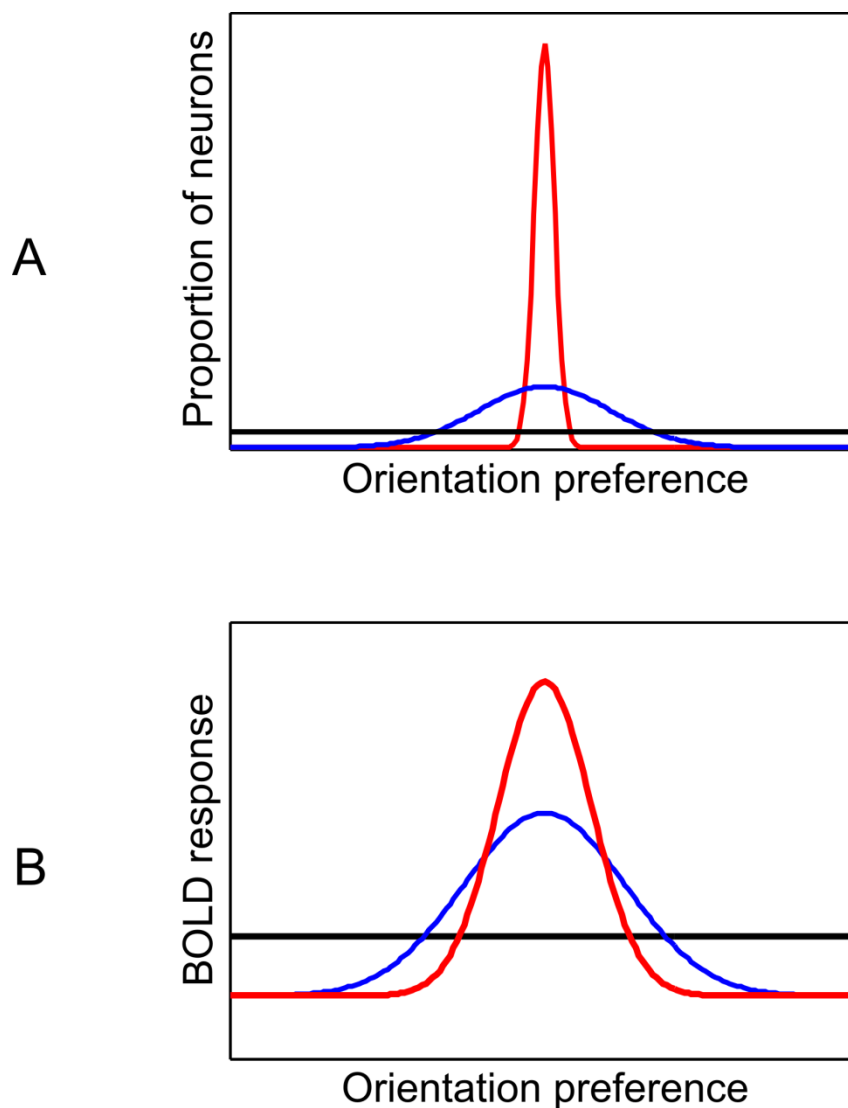 A
Proportion of neurons
Orientation preference
B
BOLD response
Orientation preference